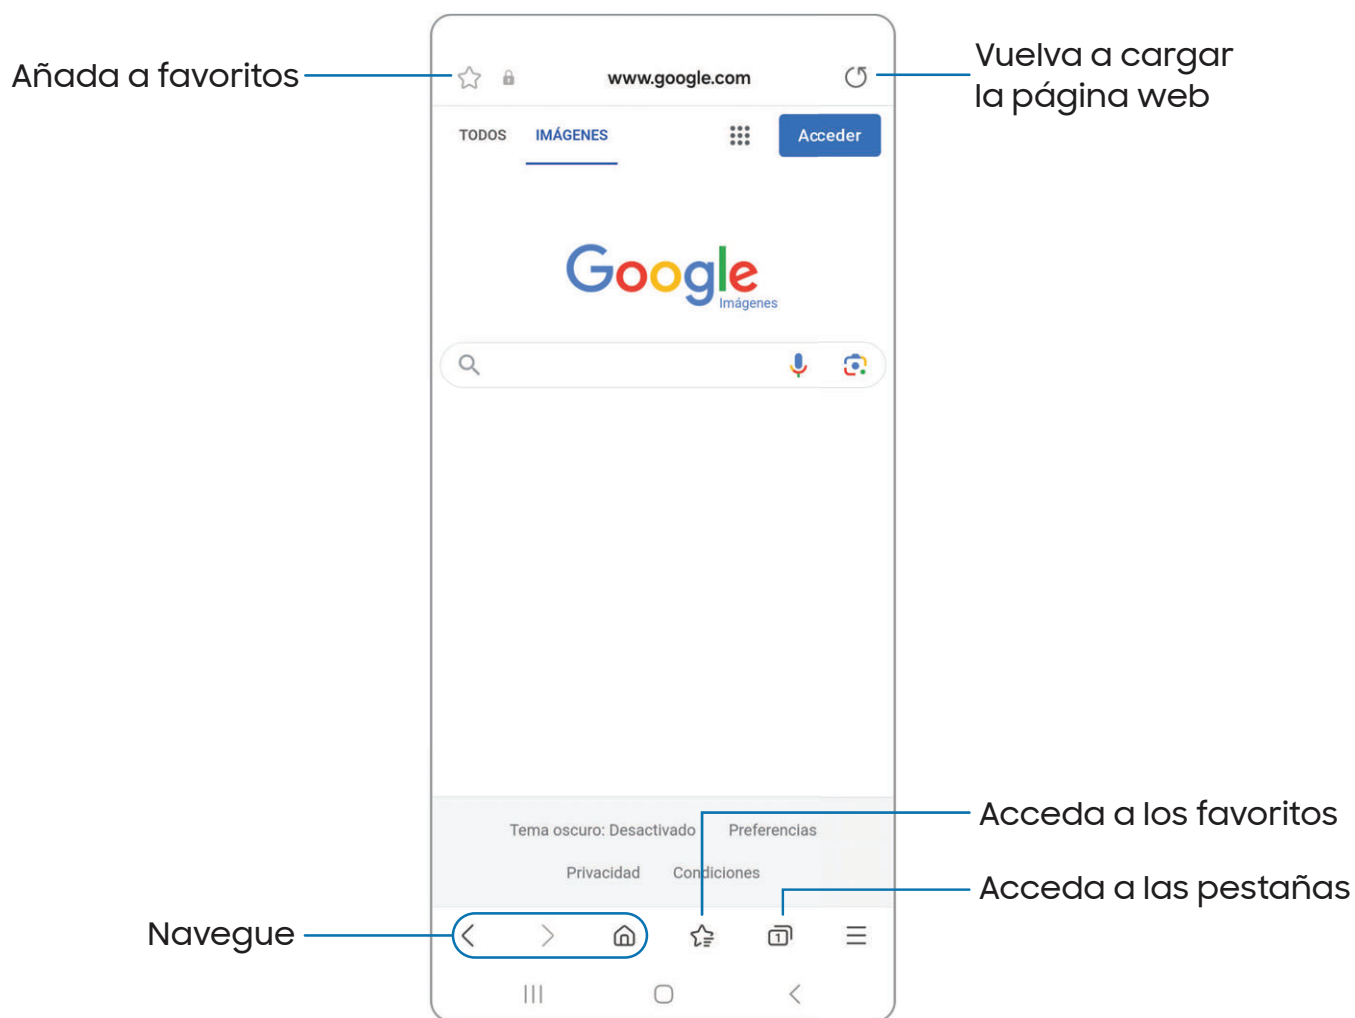 Añada a favoritos
www.google.com
Vuelva a cargar
la página web
TODOS IMÁGENES Acceder
Google
Imágenes
Tema oscuro: Desactivado Preferencias
Acceda a los favoritos
Privacidad Condiciones
Acceda a las pestañas
Navegue
1